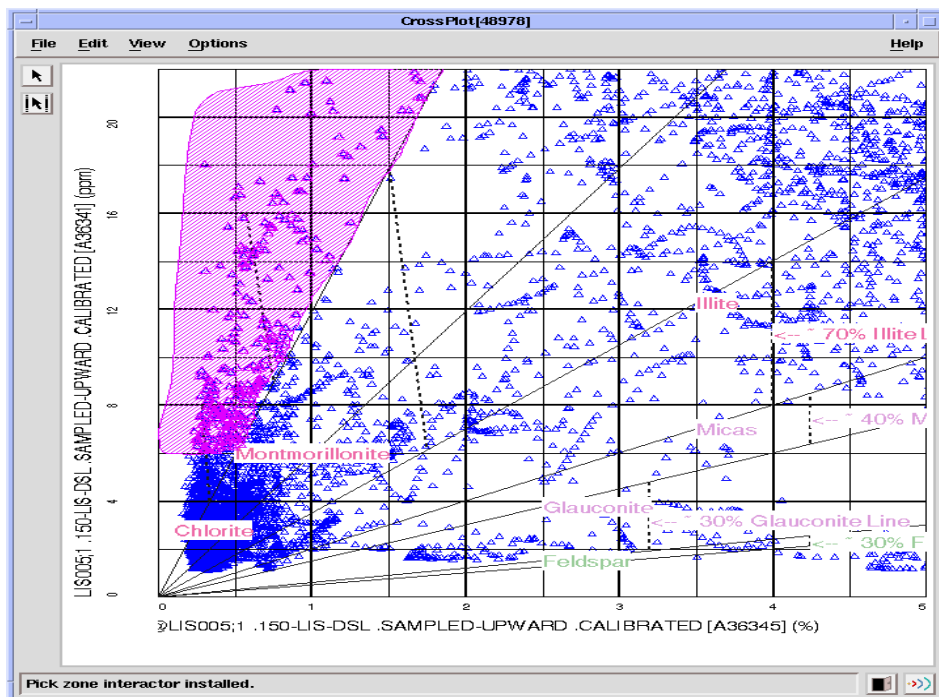 CrossPlot[48978]
File Edit View Options Help
LIS005;1 .150-LIS-DSL .SAMPLED-UPWARD .CALIBRATED [A36341] (ppm)
20
16
12
8
4
0
Illite
<-- ~ 70% Illite L
<-- ~ 40% M
Micas
Montmorillonite
Glauconite
<-- ~ 30% Glauconite Line
Chlorite
<-- ~ 30% F
Feldspar
0 1 2 3 4 5
@LIS005;1 .150-LIS-DSL .SAMPLED-UPWARD .CALIBRATED [A36345] (%)
Pick zone interactor installed.